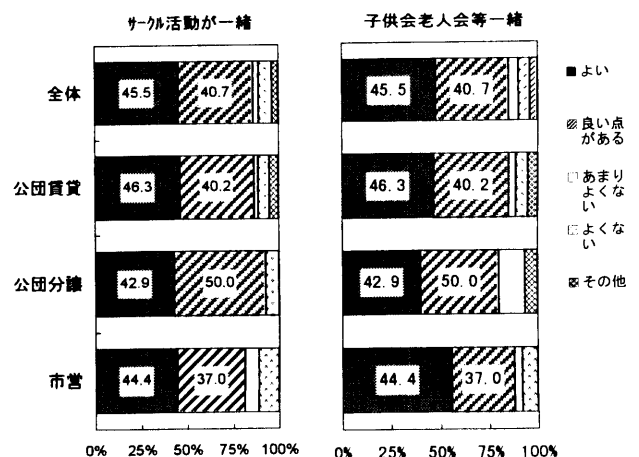 サークル活動が一緒
子供会老人会等一緒
全体
45.5
40.7
45.5
40.7
公団賃貸
46.3
40.2
46.3
40.2
公団分譲
42.9
50.0
42.9
50.0
市営
44.4
37.0
44.4
37.0
0%
25%
50%
75%
100%
0%
25%
50%
75%
100%
よい
良い点
がある
あまり
よくな
い
よくな
い
その他